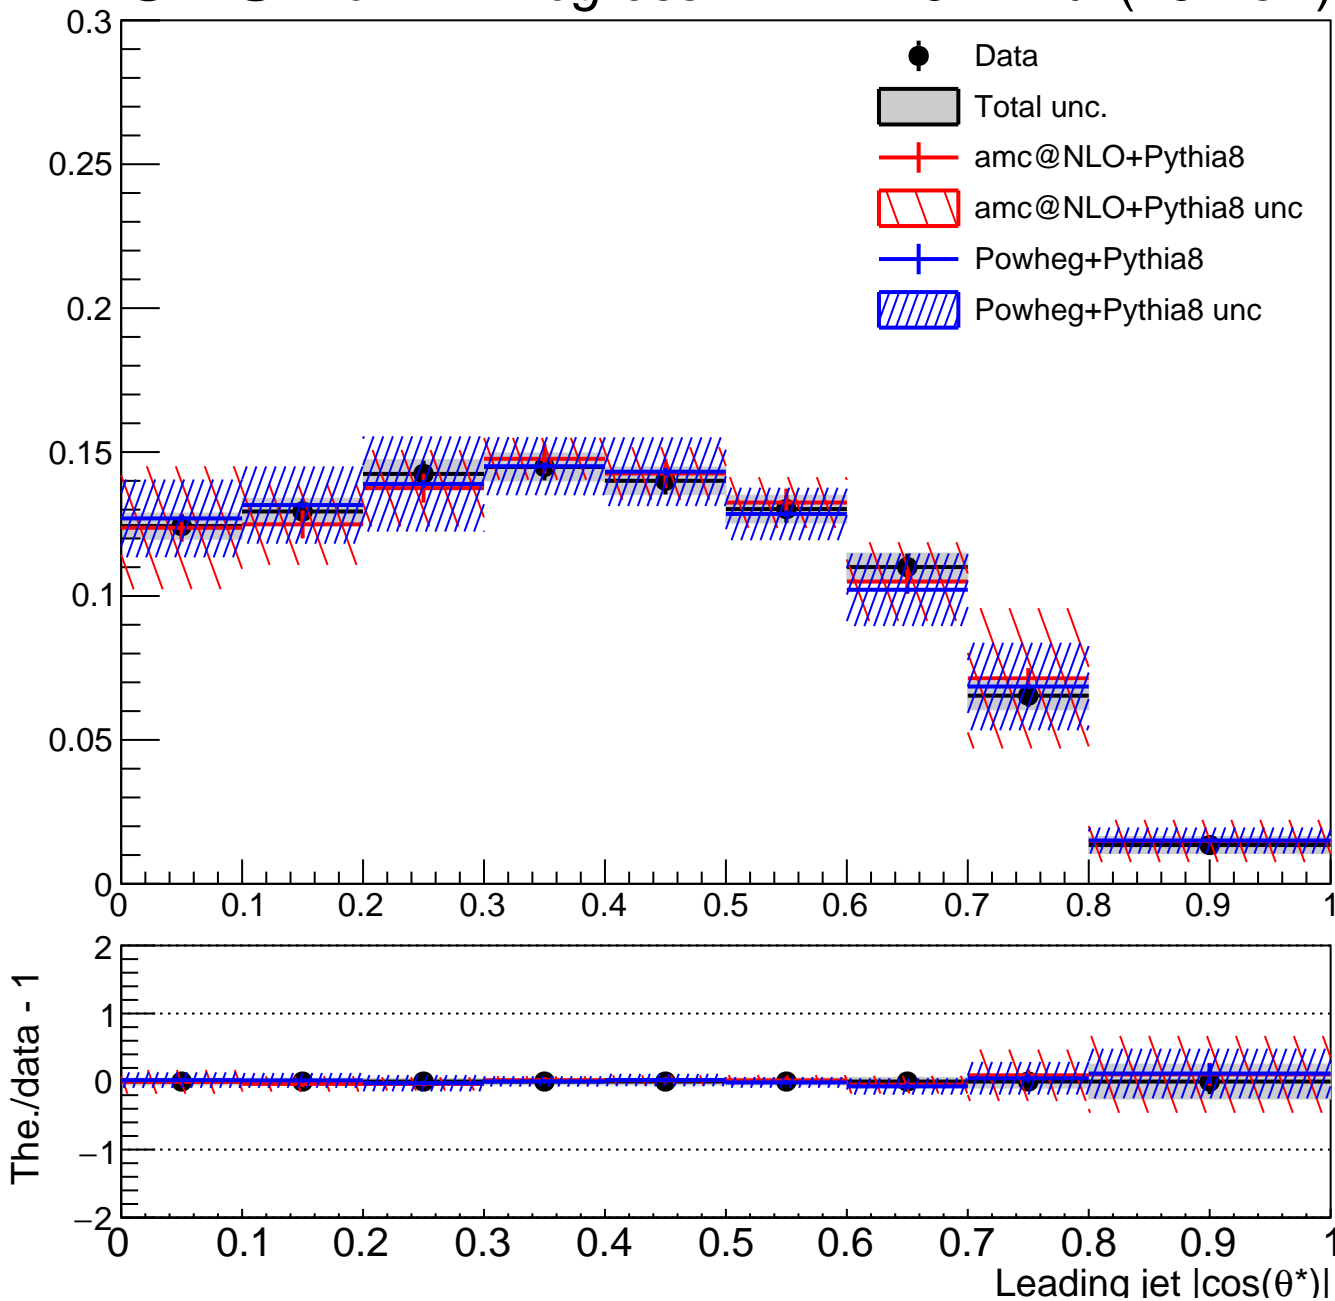 0.3
Data
Total unc.
amc@NLO+Pythia8
amc@NLO+Pythia8 unc
Powheg+Pythia8
Powheg+Pythia8 unc
0.25
0.2
0.15
0.1
0.05
0
0 0.1 0.2 0.3 0.4 0.5 0.6 0.7 0.8 0.9 1
The./data - 1
2
1
0
−1
−2
0 0.1 0.2 0.3 0.4 0.5 0.6 0.7 0.8 0.9 1
Leading jet |cos(θ*)|